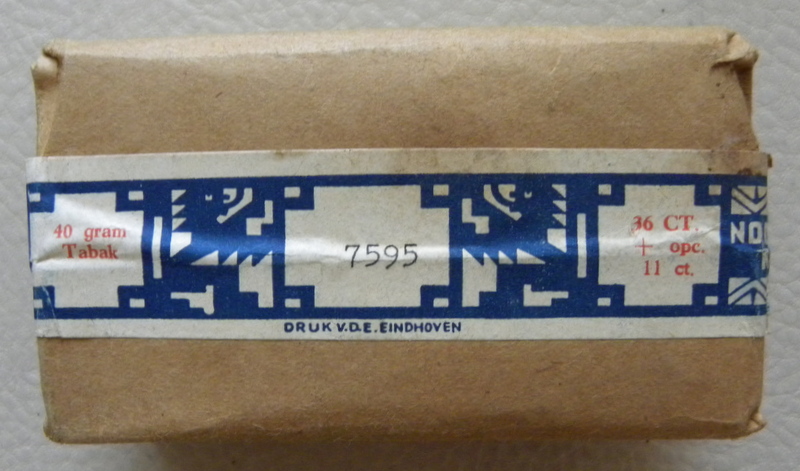 40 gram
Tabak
7595
36 CT.
+ opc.
11 ct.
DRUK V.D.E. EINDHOVEN